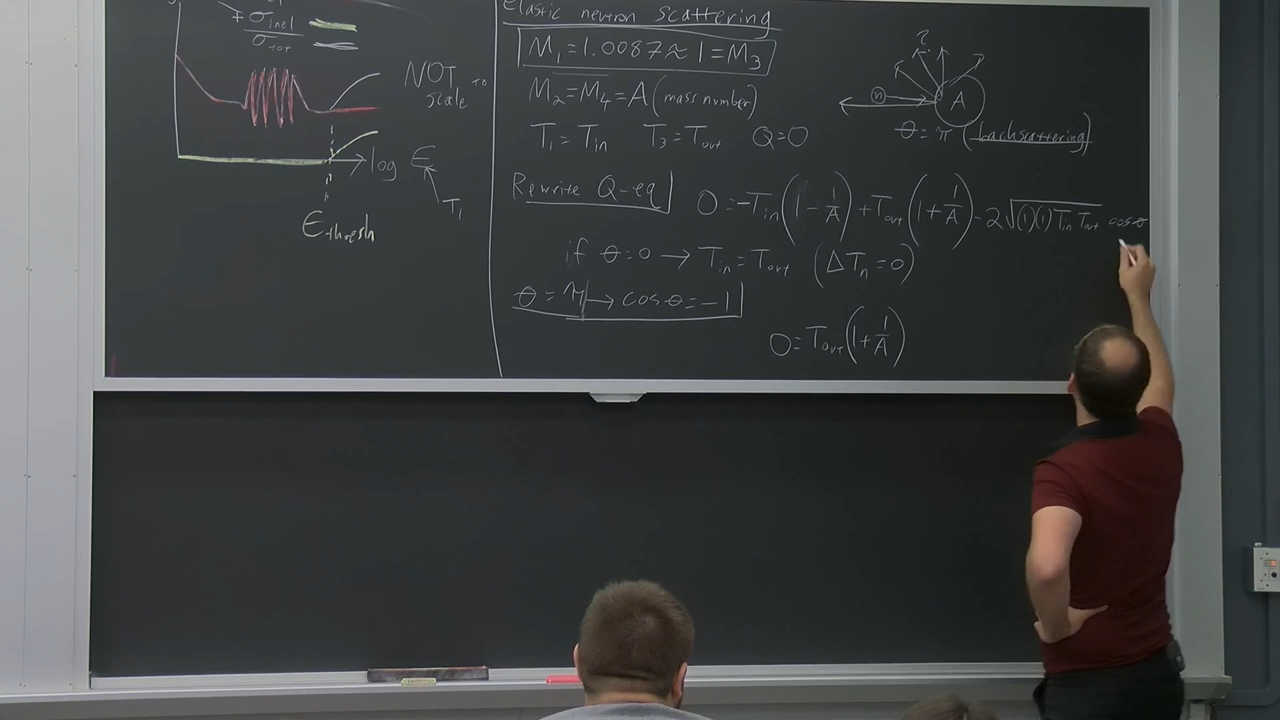 + σinel
σtot
NOT to
scale
log E
T1
Ethresh
Elastic neutron scattering
M1 = 1.0087 ≈ 1 = M3
M2 = M4 = A (mass number)
T1 = Tin T3 = Tout Q = 0
n A
θ = π (backscattering)
Rewrite Q-eq
0 = -Tin(1 - 1/A) + Tout(1 + 1/A) - 2/A √(1)(1)Tin Tout cos θ
if θ = 0 → Tin = Tout (ΔTn = 0)
θ = π → cos θ = -1
0 = Tout(1 + 1/A)